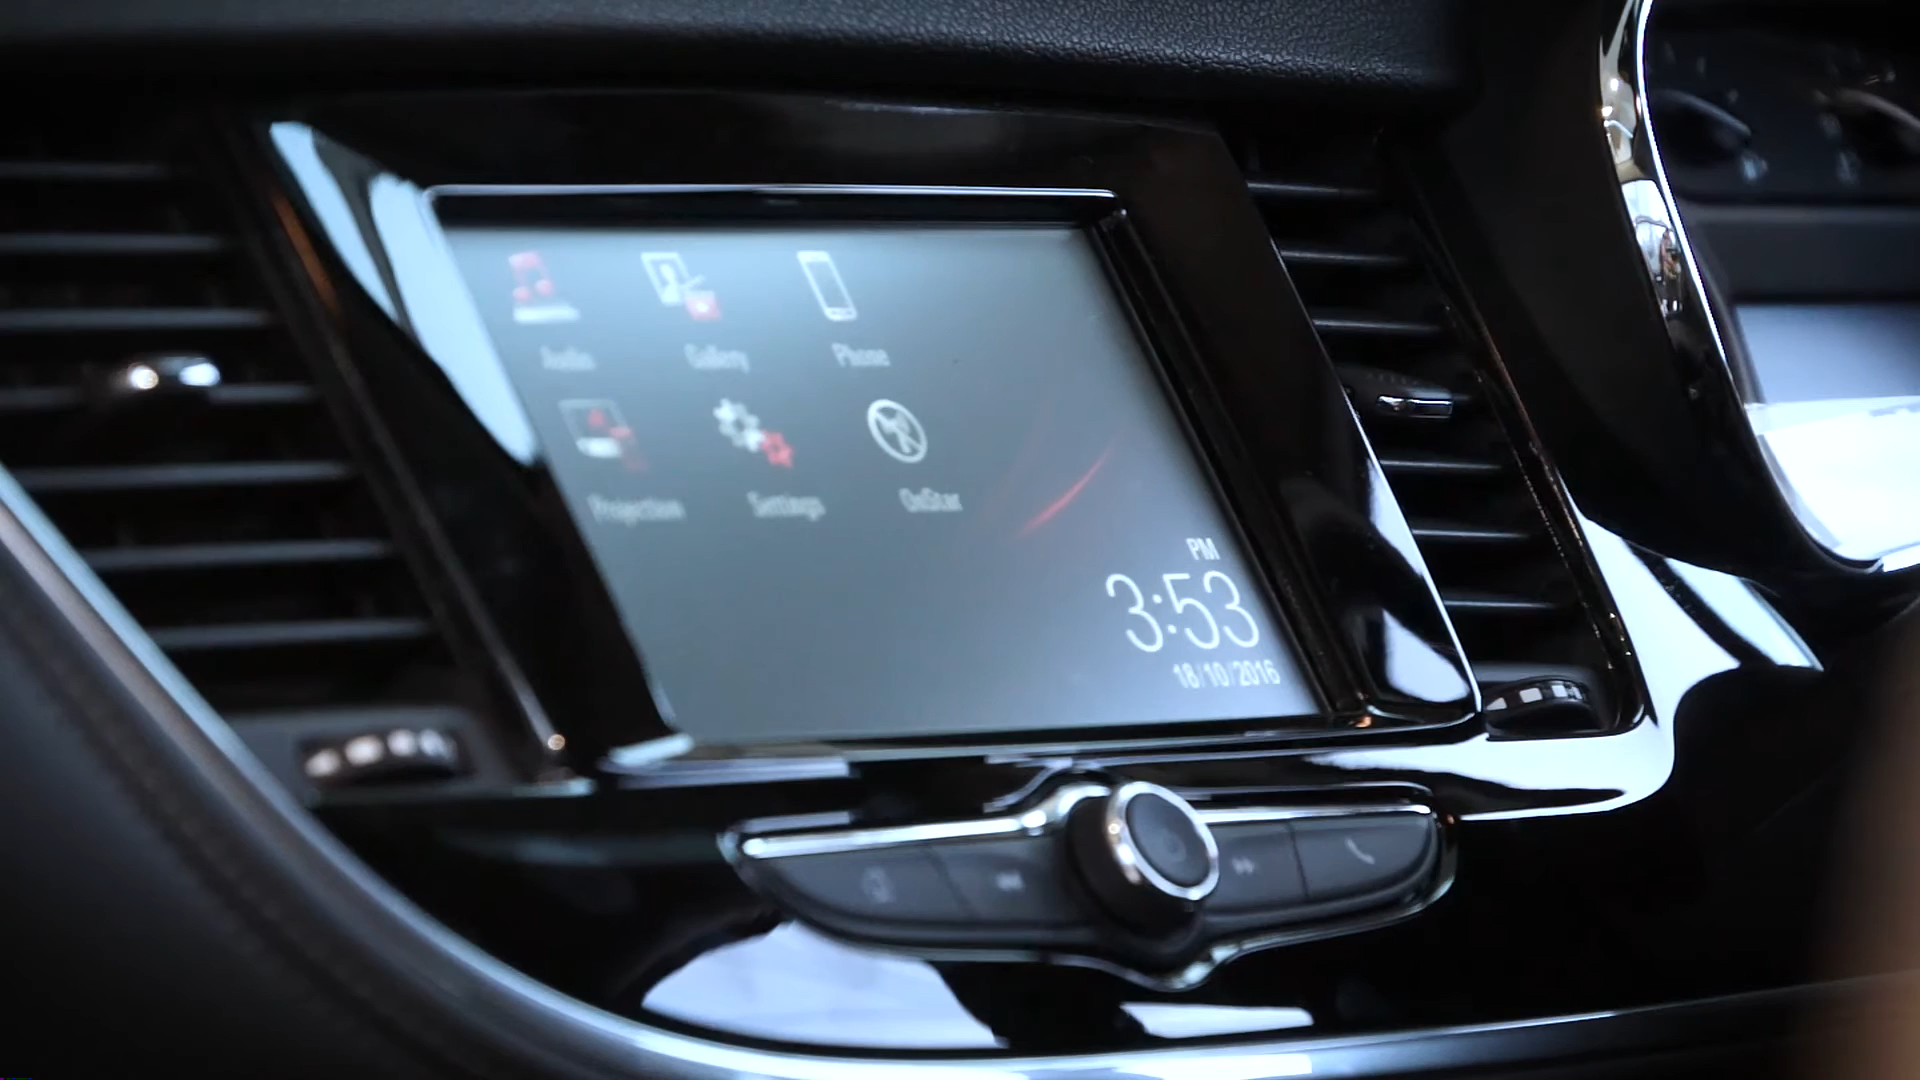 Audio Gallery Phone
Projection Settings OnStar
PM
3:53
18/10/2016